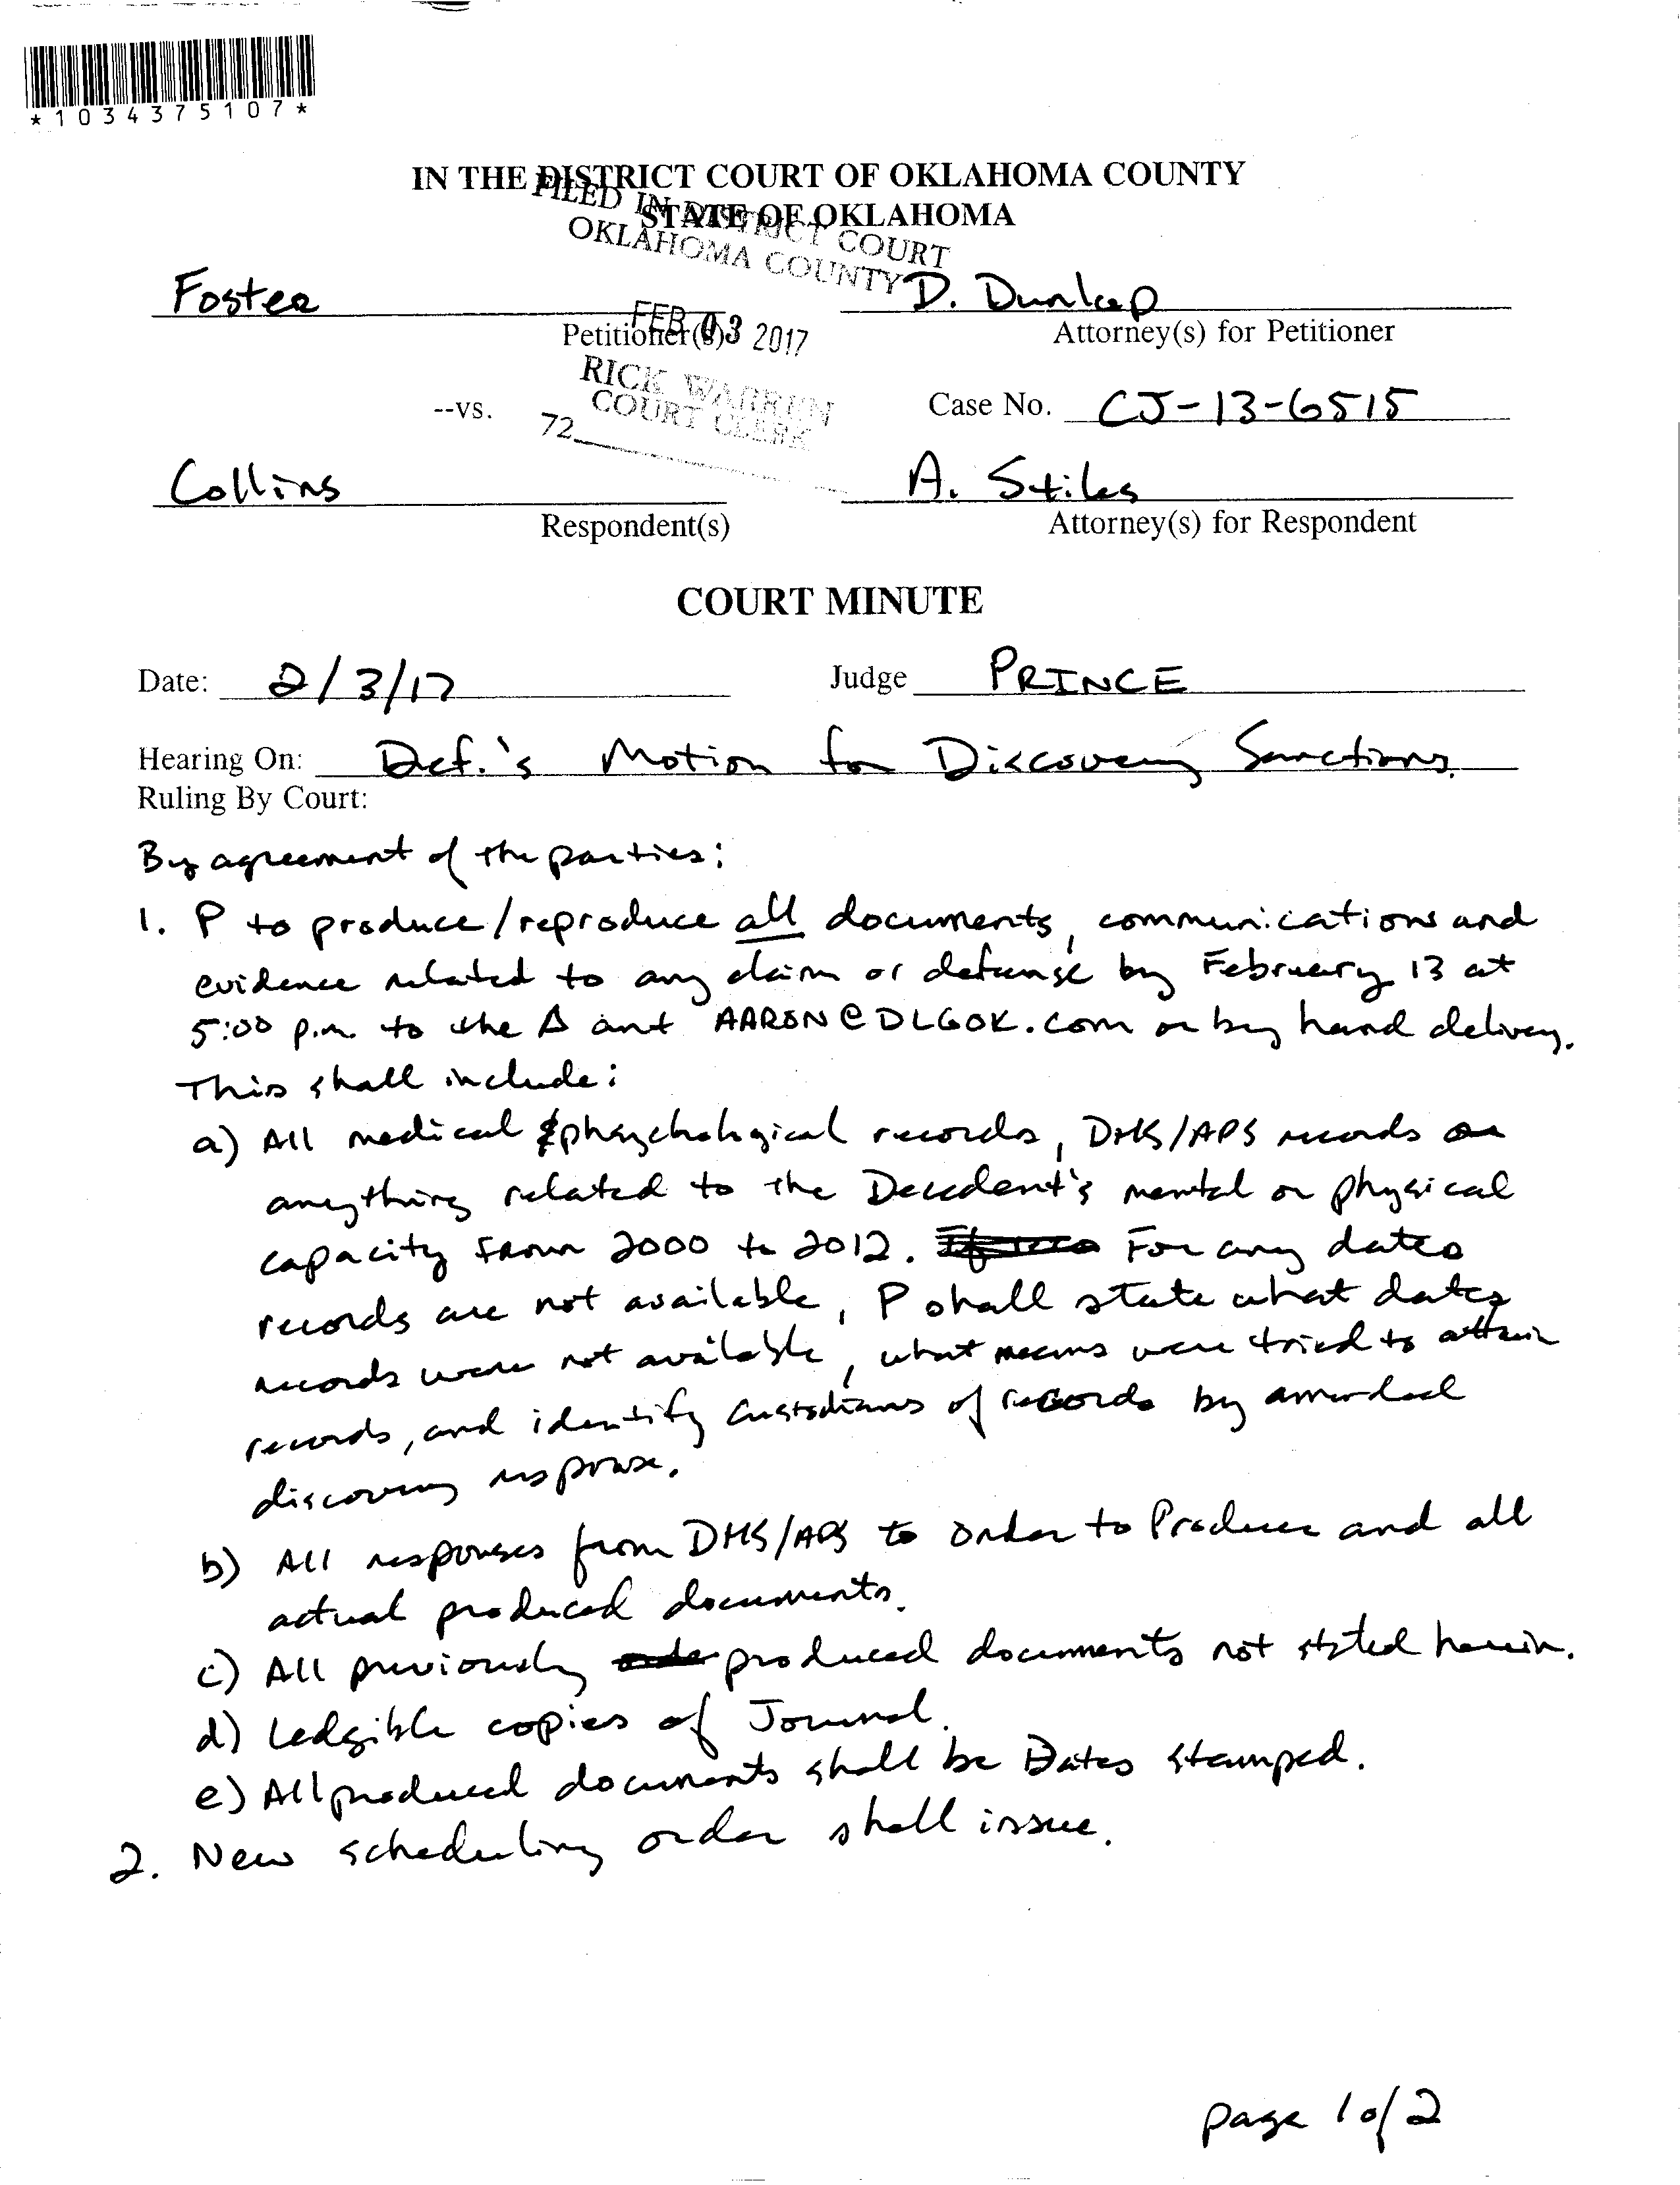 *1034375107*
IN THE DISTRICT COURT OF OKLAHOMA COUNTY
STATE OF OKLAHOMA
FILED IN DISTRICT COURT
OKLAHOMA COUNTY
FEB 03 2017
RICK WARREN
COURT CLERK
72
Foster
Petitioner(s)
D. Dunlap
Attorney(s) for Petitioner
--vs.
Case No. CJ-13-6515
Collins
Respondent(s)
A. Stiles
Attorney(s) for Respondent
COURT MINUTE
Date: 2/3/17 Judge PRINCE
Hearing On: Def.'s Motion for Discovery Sanctions.
Ruling By Court:
By agreement of the parties:
1. P to produce/reproduce all documents, communications and
evidence related to any claim or defense by February 13 at
5:00 p.m. to the Δ ant AARON@DLGOK.com or by hand delivery.
This shall include:
a) All medical & phsychological records, DHS/APS records or
anything related to the Decedent's mental or physical
capacity from 2000 to 2012. For any dates
records are not available, P shall state what dates
records were not available, what means were tried to attain
records, and identify custodians of records by amended
discovery response.
b) All responses from DHS/APS to Order to Produce and all
actual produced documents.
c) All previously produced documents not stated herein.
d) Ledgible copies of Journal.
e) All produced documents shall be Bates stamped.
2. New scheduling order shall issue.
page 1 of 2